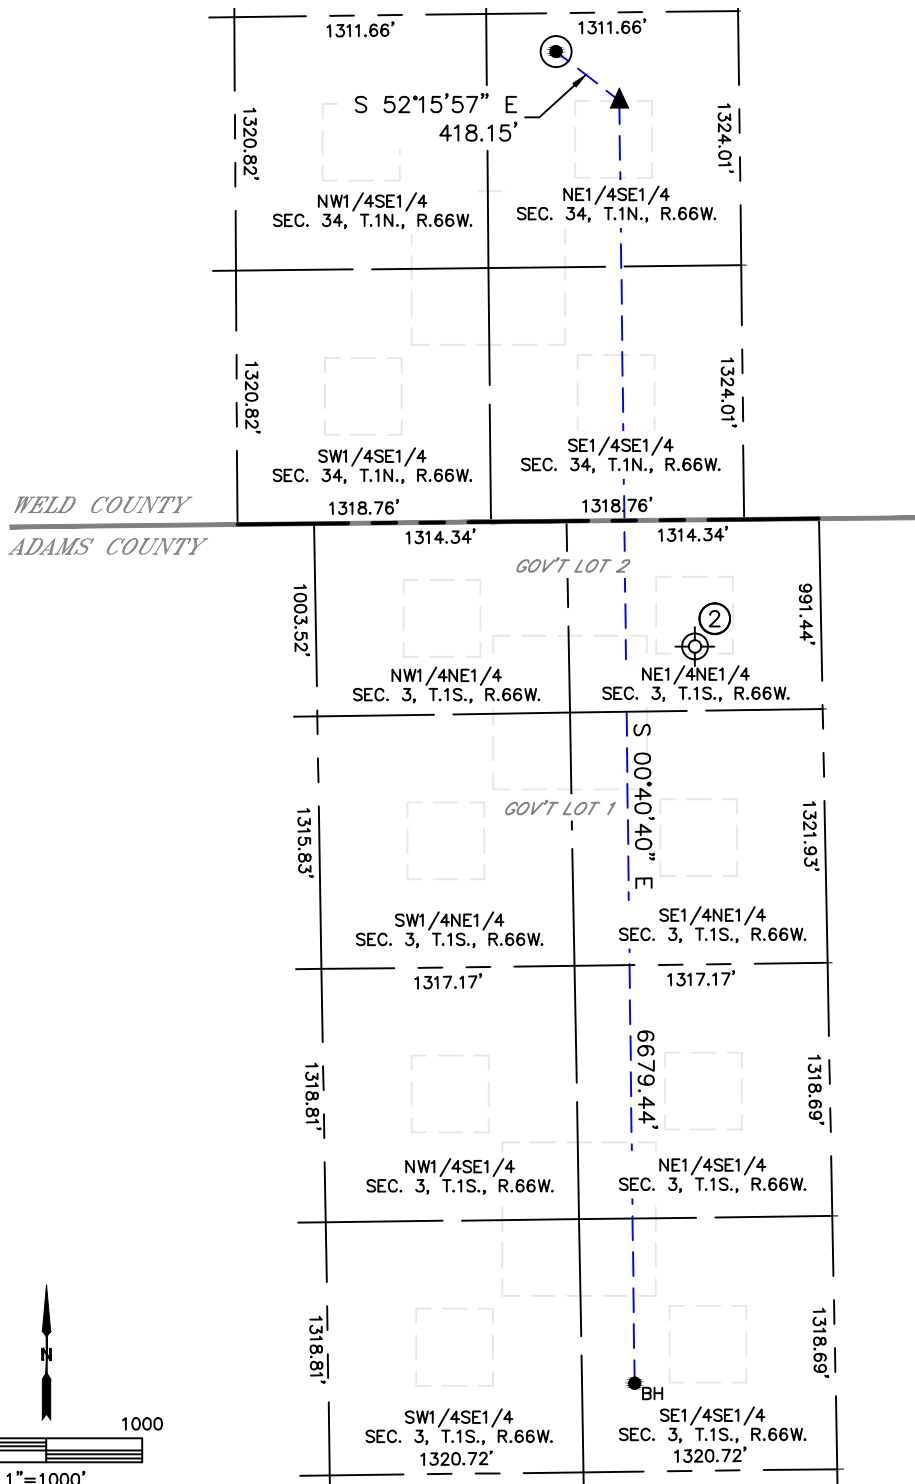 1311.66'
1311.66'
S 52°15'57" E
418.15'
1320.82'
1324.01'
NW1/4SE1/4
SEC. 34, T.1N., R.66W.
NE1/4SE1/4
SEC. 34, T.1N., R.66W.
1320.82'
1324.01'
SW1/4SE1/4
SEC. 34, T.1N., R.66W.
SE1/4SE1/4
SEC. 34, T.1N., R.66W.
WELD COUNTY
1318.76'
1318.76'
ADAMS COUNTY
1314.34'
1314.34'
GOV'T LOT 2
1003.52'
991.44'
2
NW1/4NE1/4
SEC. 3, T.1S., R.66W.
NE1/4NE1/4
SEC. 3, T.1S., R.66W.
S 00°40'40" E
GOV'T LOT 1
1315.83'
1321.93'
SW1/4NE1/4
SEC. 3, T.1S., R.66W.
SE1/4NE1/4
SEC. 3, T.1S., R.66W.
1317.17'
1317.17'
6679.44'
1318.81'
1318.69'
NW1/4SE1/4
SEC. 3, T.1S., R.66W.
NE1/4SE1/4
SEC. 3, T.1S., R.66W.
1318.81'
1318.69'
N
BH
SW1/4SE1/4
SEC. 3, T.1S., R.66W.
1320.72'
SE1/4SE1/4
SEC. 3, T.1S., R.66W.
1320.72'
1000
1"=1000'